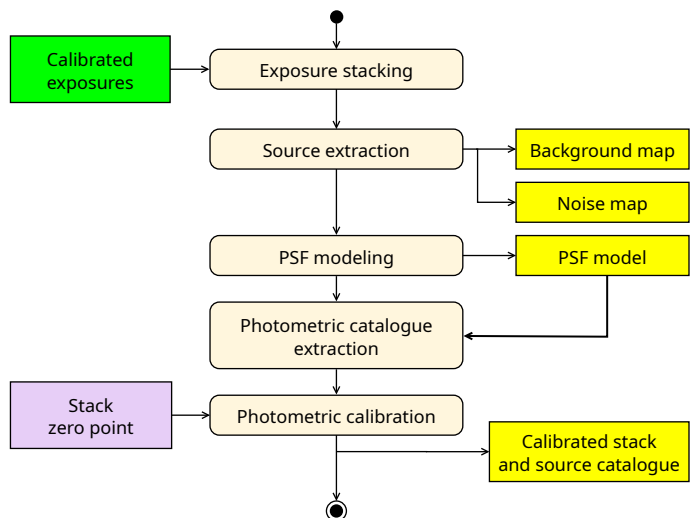 Calibrated
exposures
Exposure stacking
Source extraction
Background map
Noise map
PSF modeling
PSF model
Photometric catalogue
extraction
Stack
zero point
Photometric calibration
Calibrated stack
and source catalogue